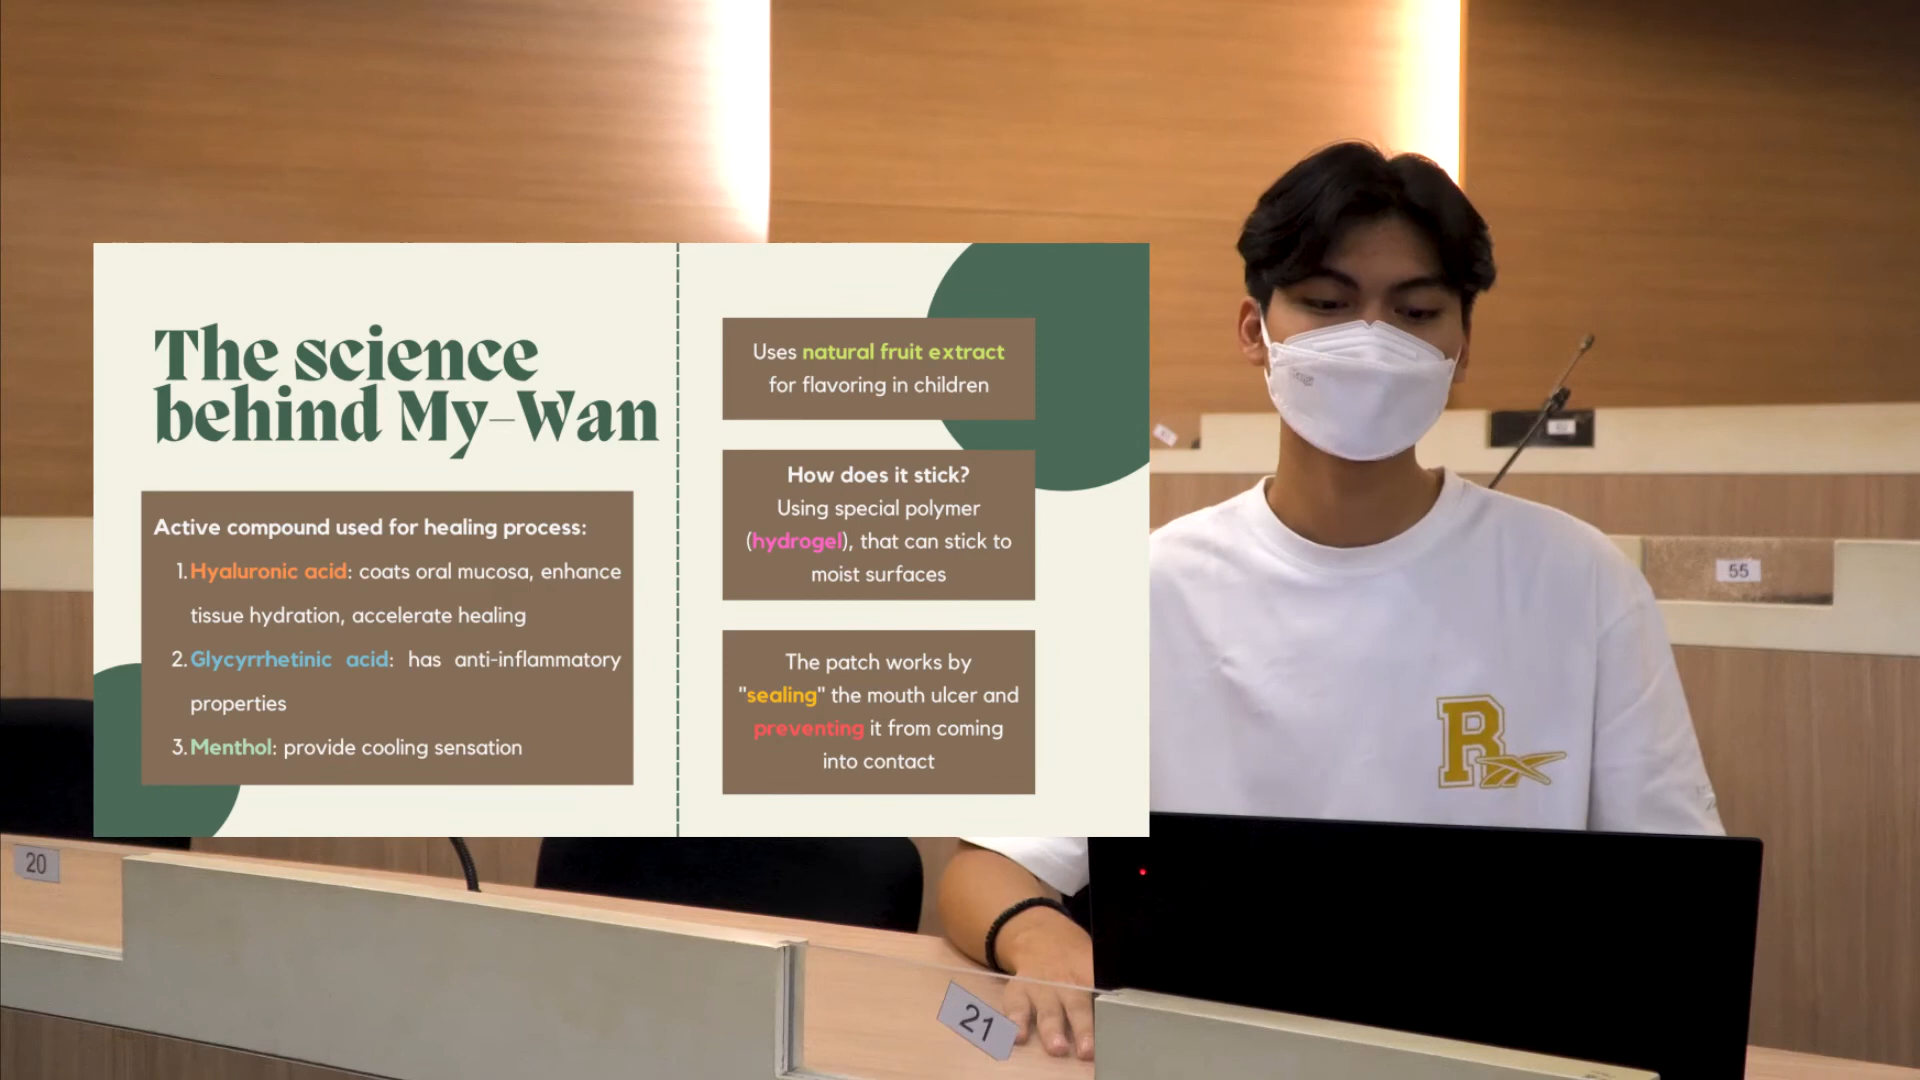 The science
behind My-Wan
Active compound used for healing process:
1. Hyaluronic acid: coats oral mucosa, enhance
tissue hydration, accelerate healing
2. Glycyrrhetinic acid: has anti-inflammatory
properties
3. Menthol: provide cooling sensation
Uses natural fruit extract
for flavoring in children
How does it stick?
Using special polymer
(hydrogel), that can stick to
moist surfaces
The patch works by
"sealing" the mouth ulcer and
preventing it from coming
into contact
55
R
20
21